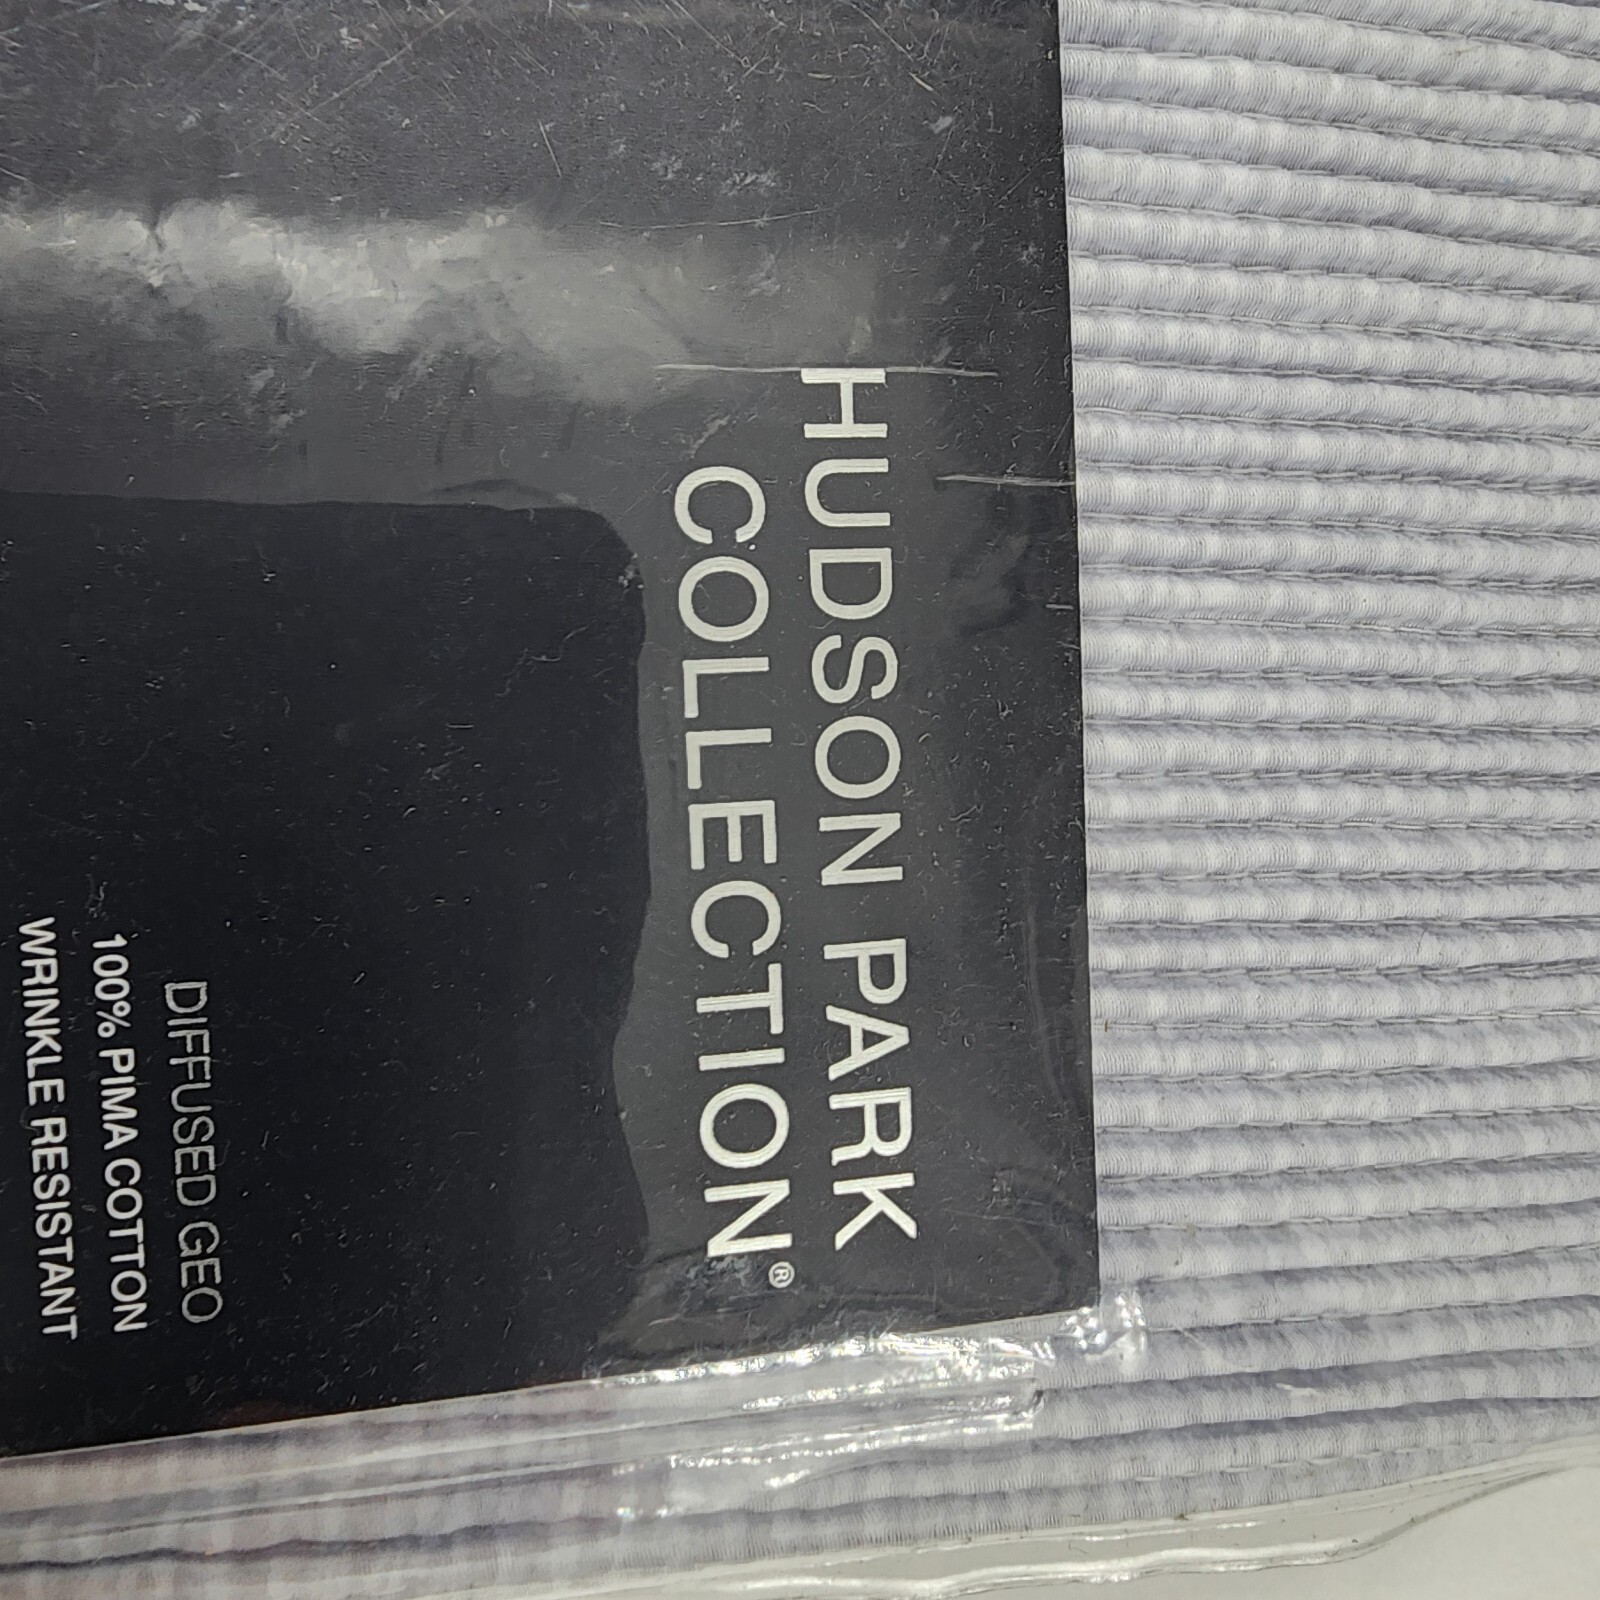 HUDSON PARK
COLLECTION®
DIFFUSED GEO
100% PIMA COTTON
WRINKLE RESISTANT